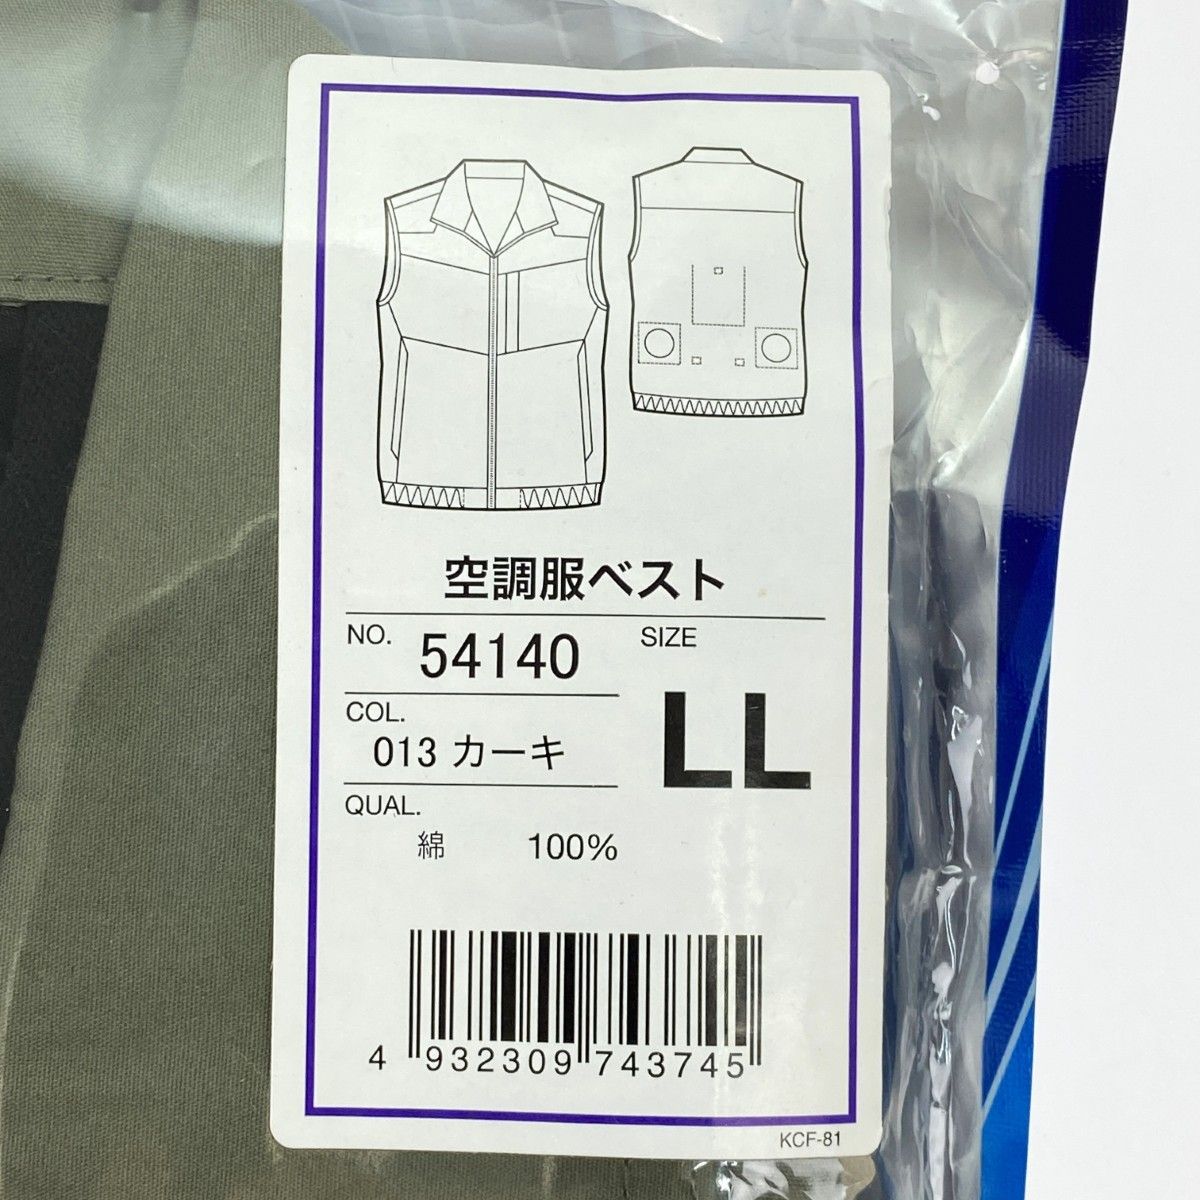 空調服ベスト
NO. 54140
SIZE
LL
COL.
013 カーキ
QUAL.
綿 100%
4 932309 743745
KCF-81